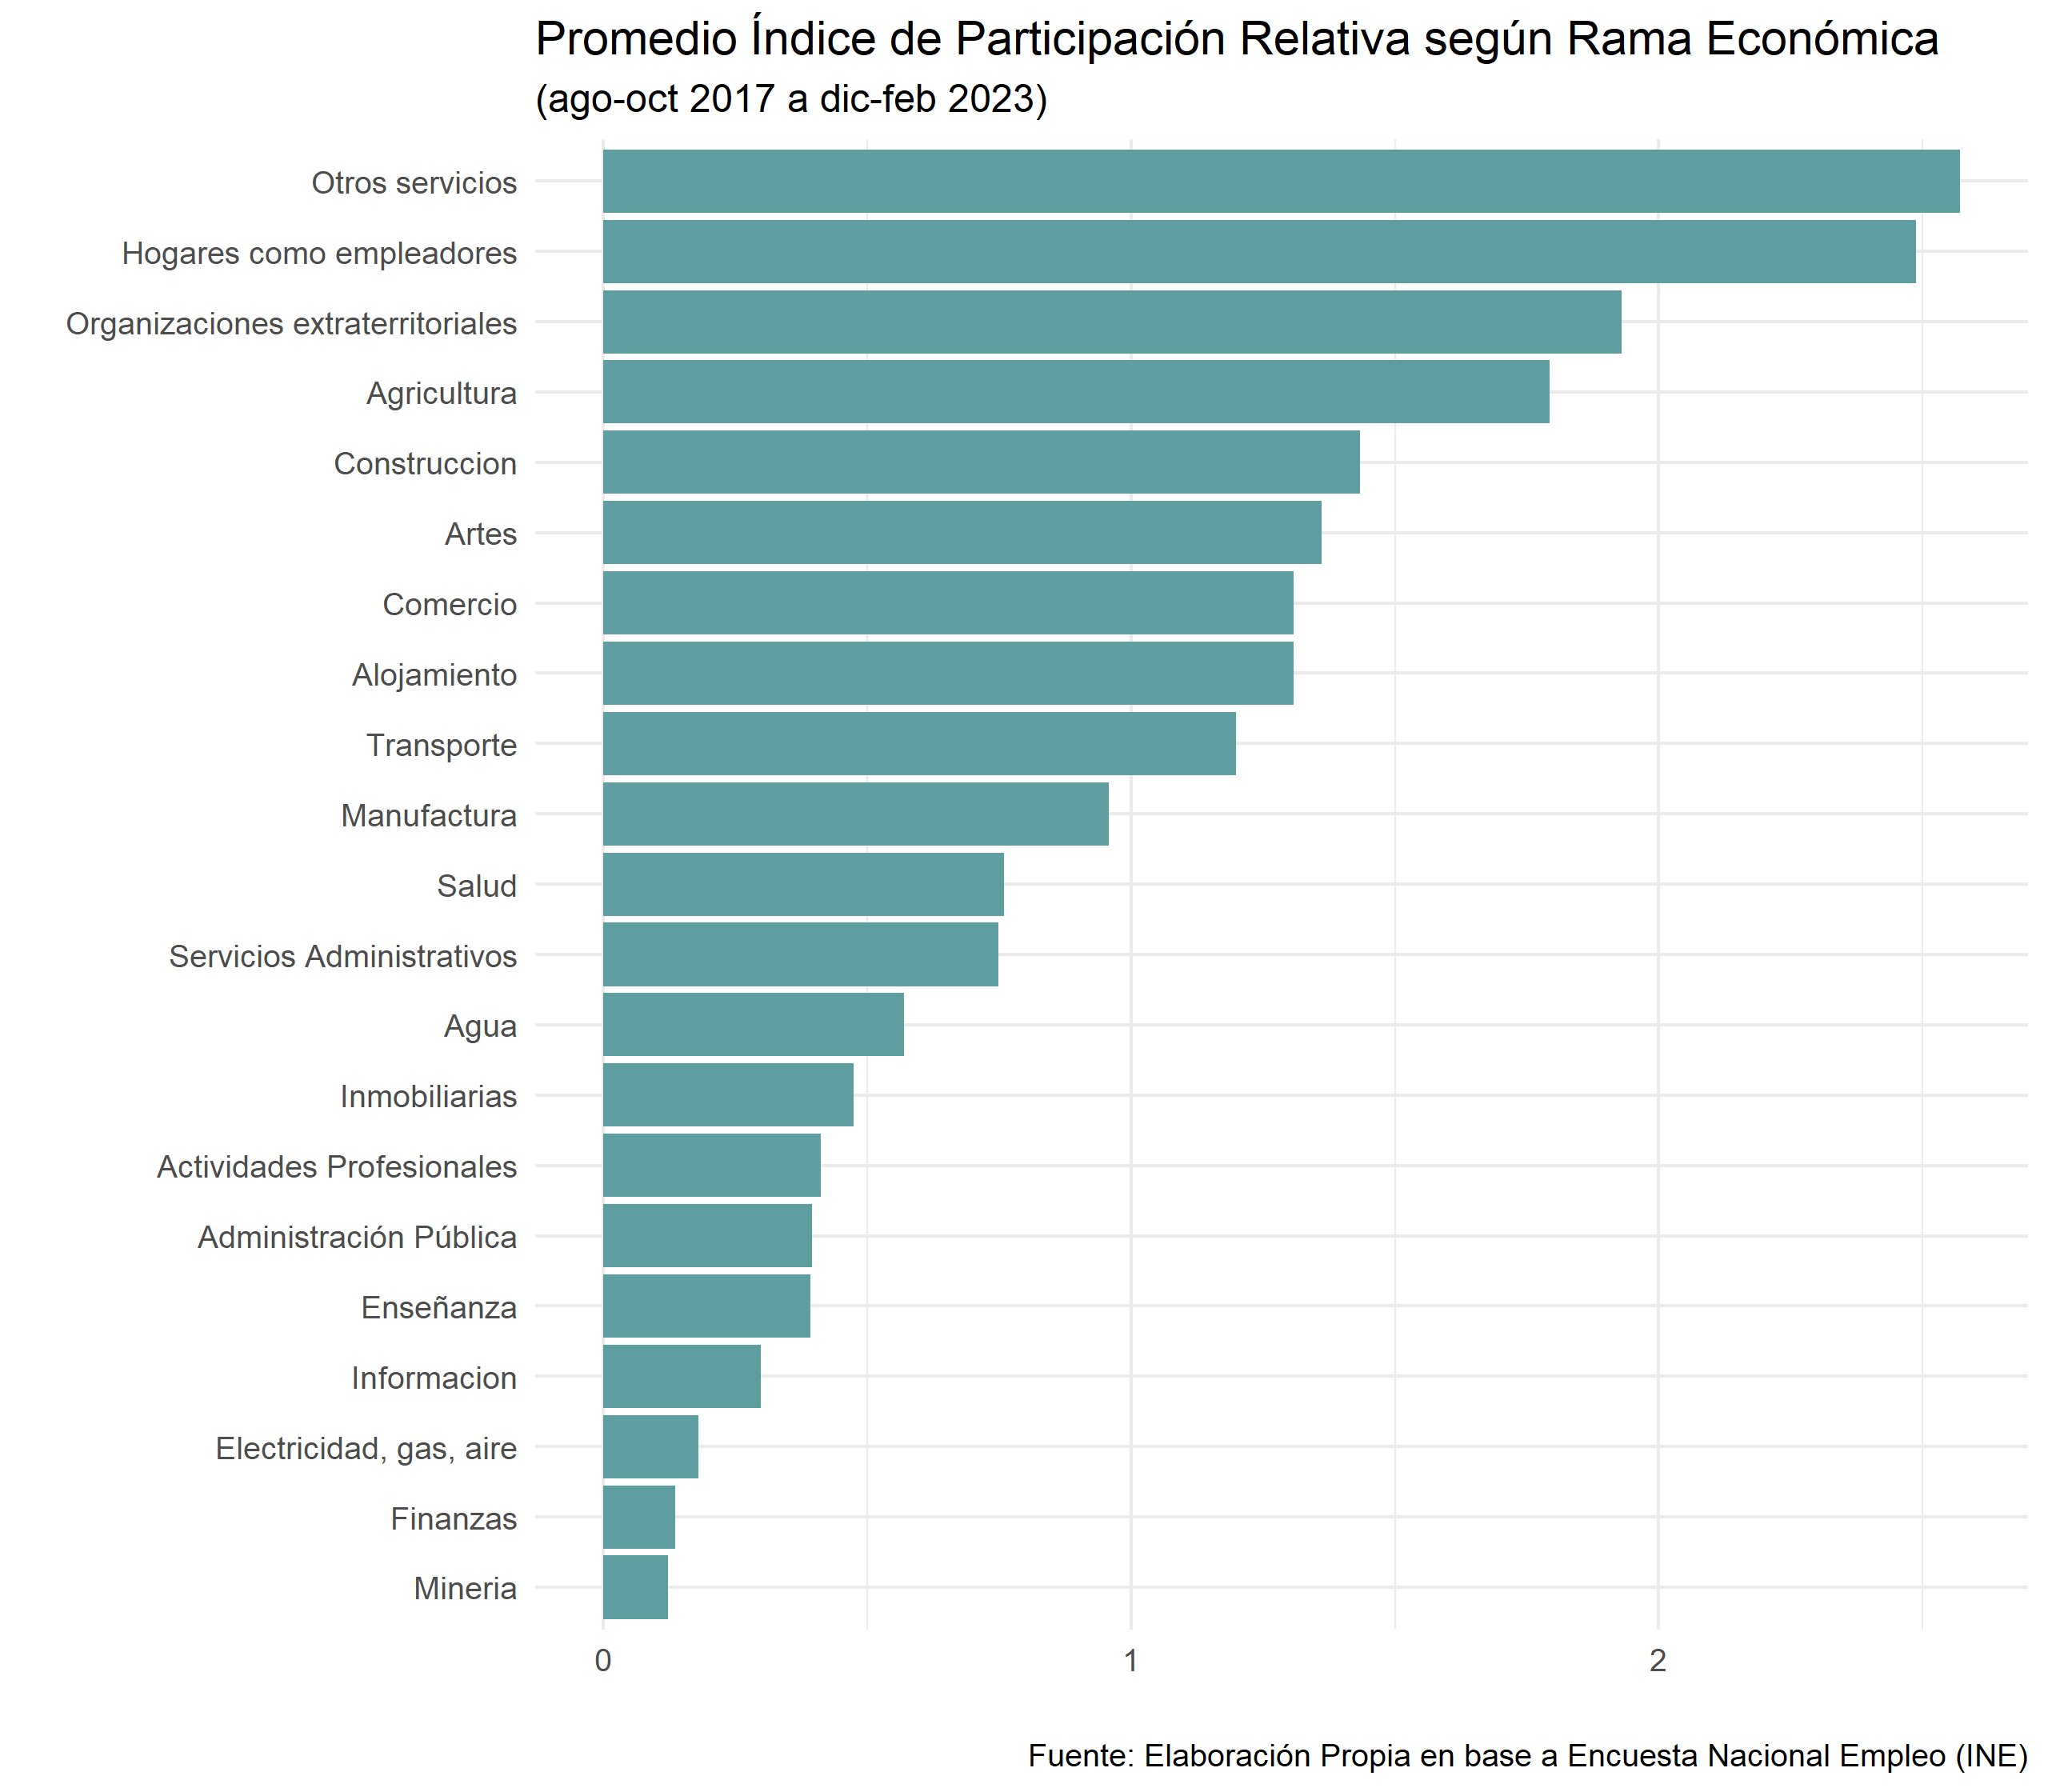 Promedio Índice de Participación Relativa según Rama Económica
(ago-oct 2017 a dic-feb 2023)
Otros servicios
Hogares como empleadores
Organizaciones extraterritoriales
Agricultura
Construccion
Artes
Comercio
Alojamiento
Transporte
Manufactura
Salud
Servicios Administrativos
Agua
Inmobiliarias
Actividades Profesionales
Administración Pública
Enseñanza
Informacion
Electricidad, gas, aire
Finanzas
Mineria
0 1 2
Fuente: Elaboración Propia en base a Encuesta Nacional Empleo (INE)